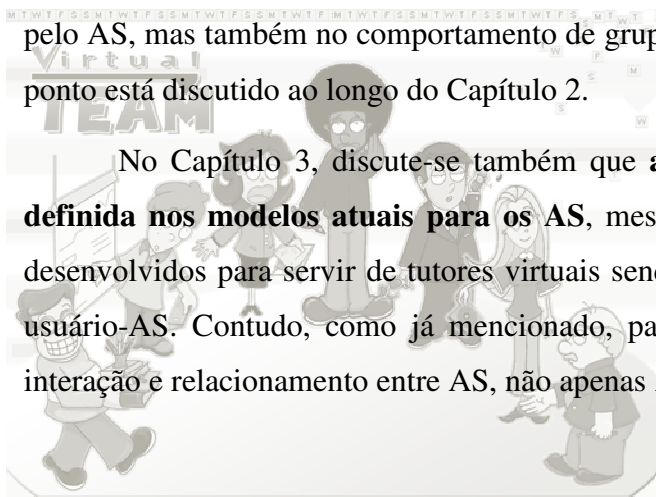 M T W T F S S M T W T F S S M T W T F S S M T W T F S S M T W T F S
pelo AS, mas também no comportamento de grup
Virtual
TEAM
ponto está discutido ao longo do Capítulo 2.
No Capítulo 3, discute-se também que a
definida nos modelos atuais para os AS, mes
desenvolvidos para servir de tutores virtuais send
usuário-AS. Contudo, como já mencionado, pa
interação e relacionamento entre AS, não apenas